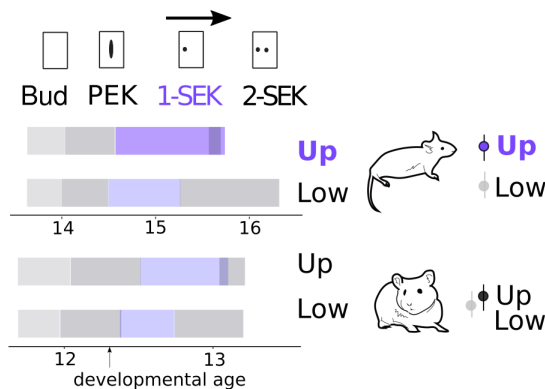 Bud PEK 1-SEK 2-SEK
Up
Low
Up
Low
14 15 16
Up
Low
Up
Low
12 13
developmental age